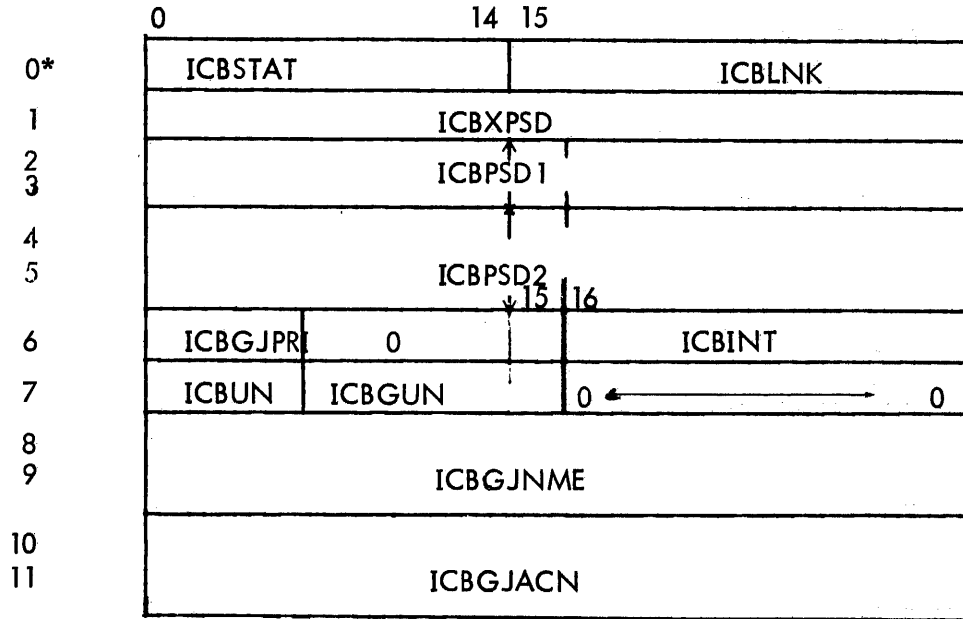 0 14 15
0* ICBSTAT ICBLNK
1 ICBXPSD
2
3 ICBPSD1
4
5 ICBPSD2
15 16
6 ICBGJPRI 0 ICBINT
7 ICBUN ICBGUN 0 0
8
9 ICBGJNME
10
11 ICBGJACN